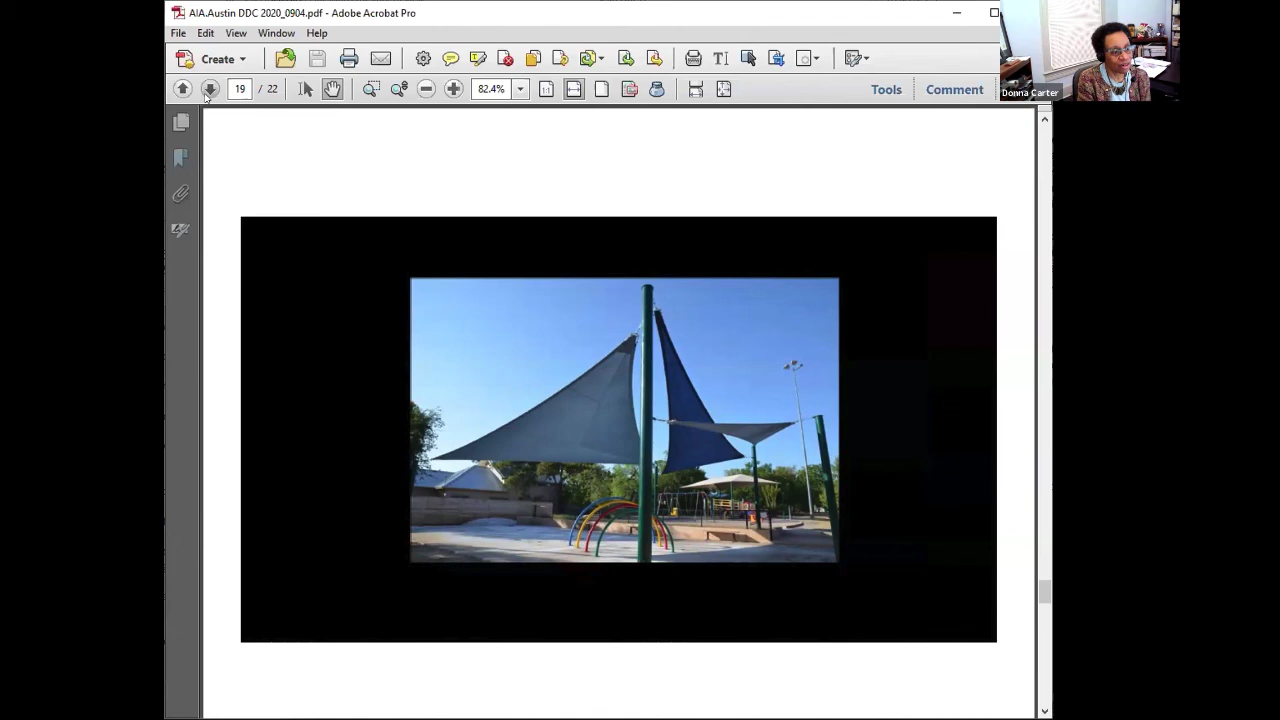 AIA.Austin DDC 2020_0904.pdf - Adobe Acrobat Pro
File Edit View Window Help
Create
19 / 22 82.4% Tools Comment
Donna Carter